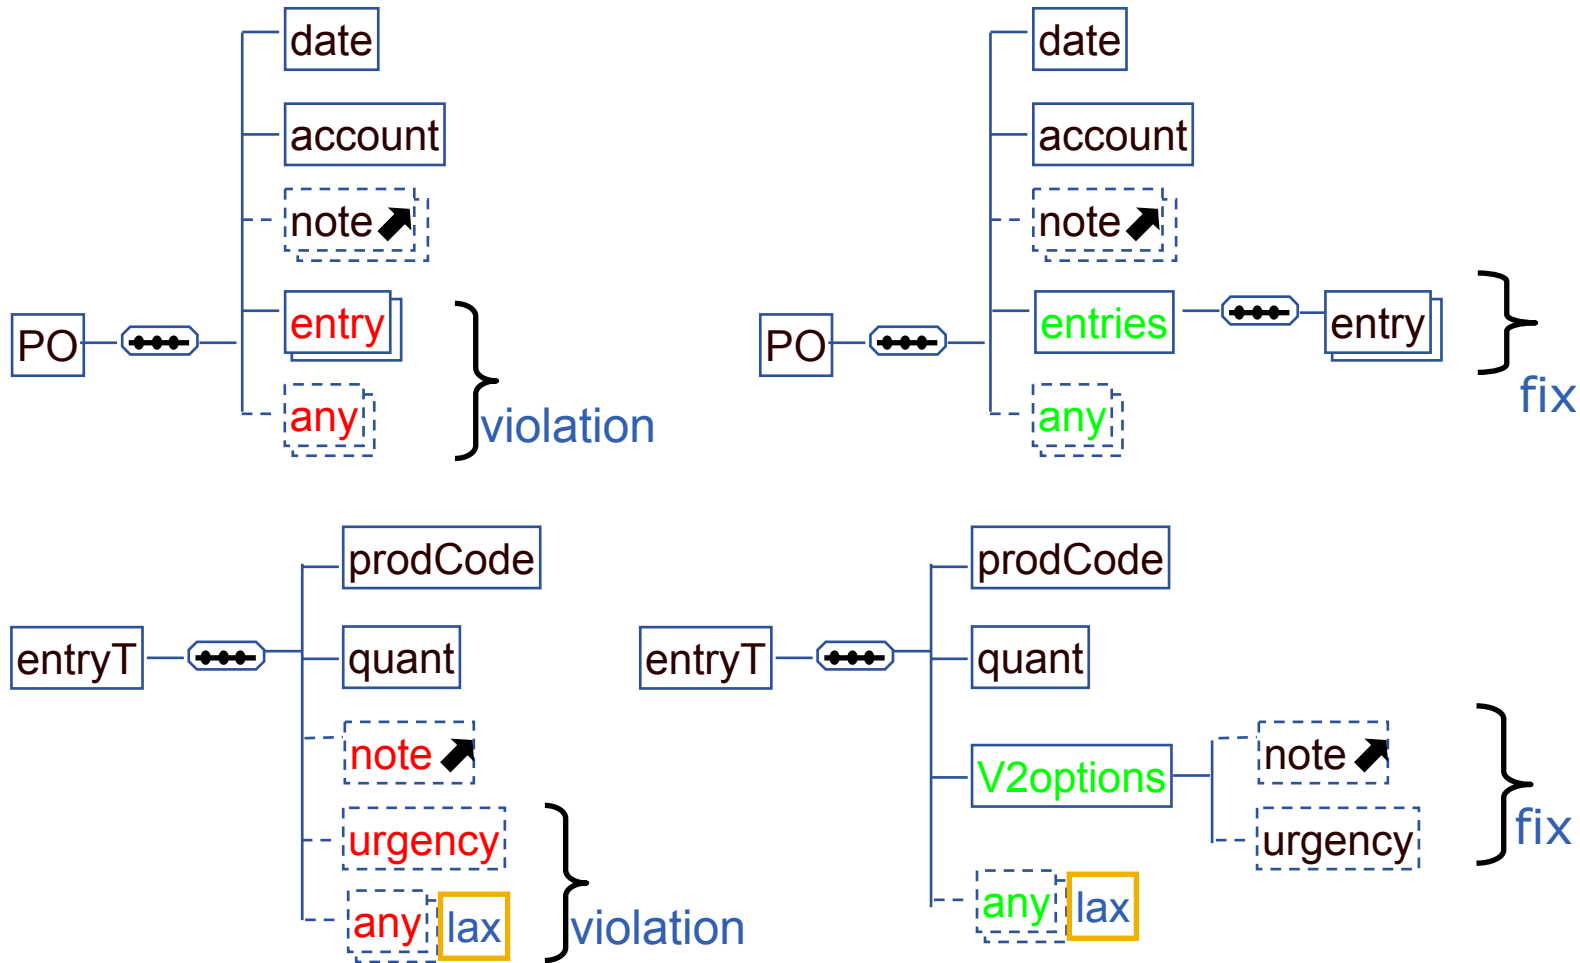 date
account
note
PO
entry
any
violation
date
account
note
PO
entries
entry
any
fix
prodCode
entryT
quant
note
urgency
any
lax
violation
prodCode
entryT
quant
V2options
note
urgency
any
lax
fix